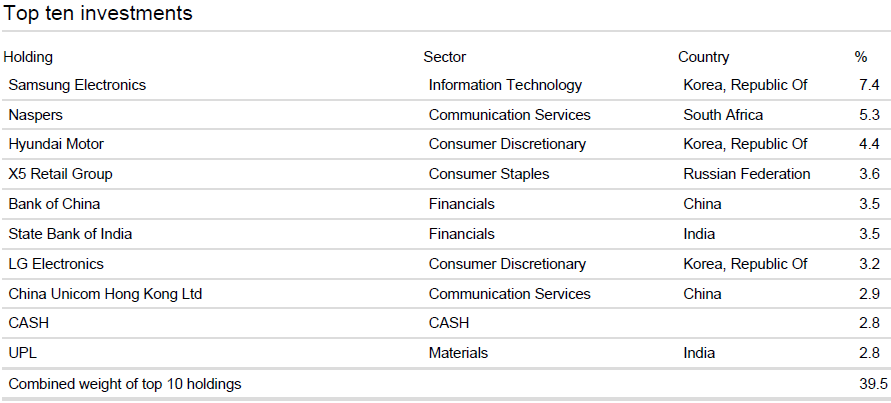 Top ten investments
Holding Sector Country %
Samsung Electronics Information Technology Korea, Republic Of 7.4
Naspers Communication Services South Africa 5.3
Hyundai Motor Consumer Discretionary Korea, Republic Of 4.4
X5 Retail Group Consumer Staples Russian Federation 3.6
Bank of China Financials China 3.5
State Bank of India Financials India 3.5
LG Electronics Consumer Discretionary Korea, Republic Of 3.2
China Unicom Hong Kong Ltd Communication Services China 2.9
CASH CASH 2.8
UPL Materials India 2.8
Combined weight of top 10 holdings 39.5